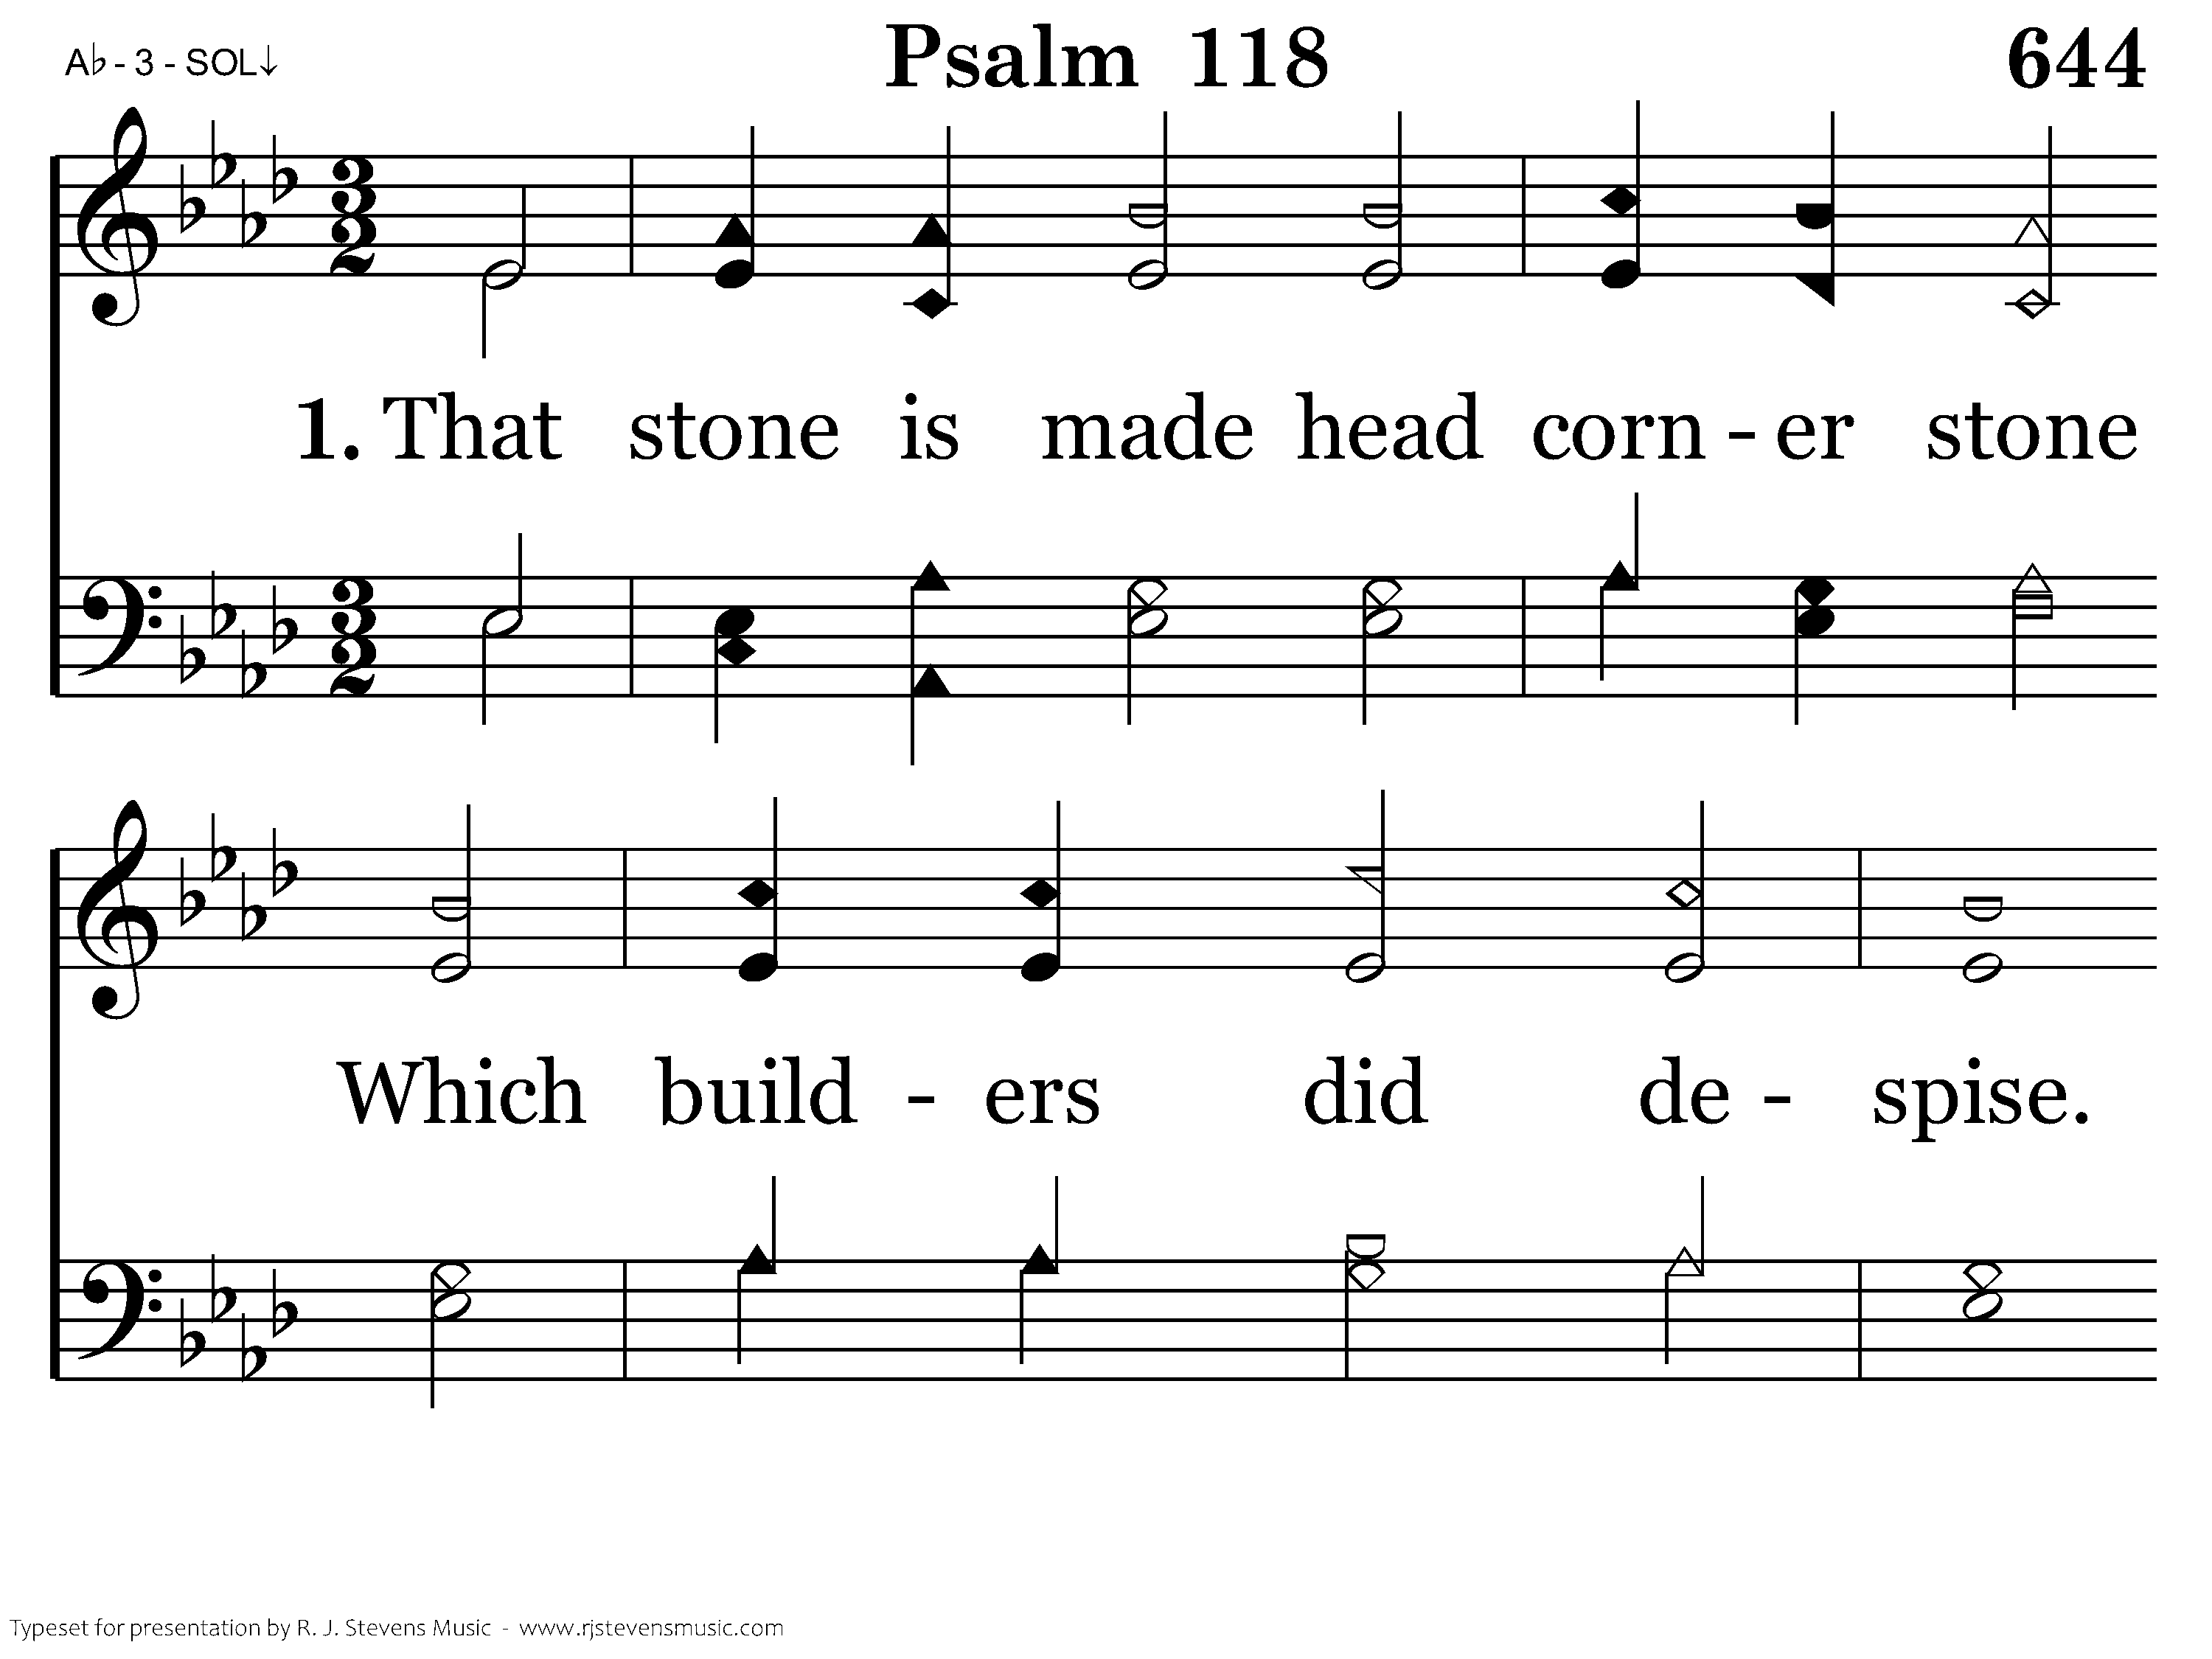 A♭ - 3 - SOL↓
Psalm 118
644
1. That stone is made head corn - er stone
Which build - ers did de - spise.
Typeset for presentation by R. J. Stevens Music - www.rjstevensmusic.com